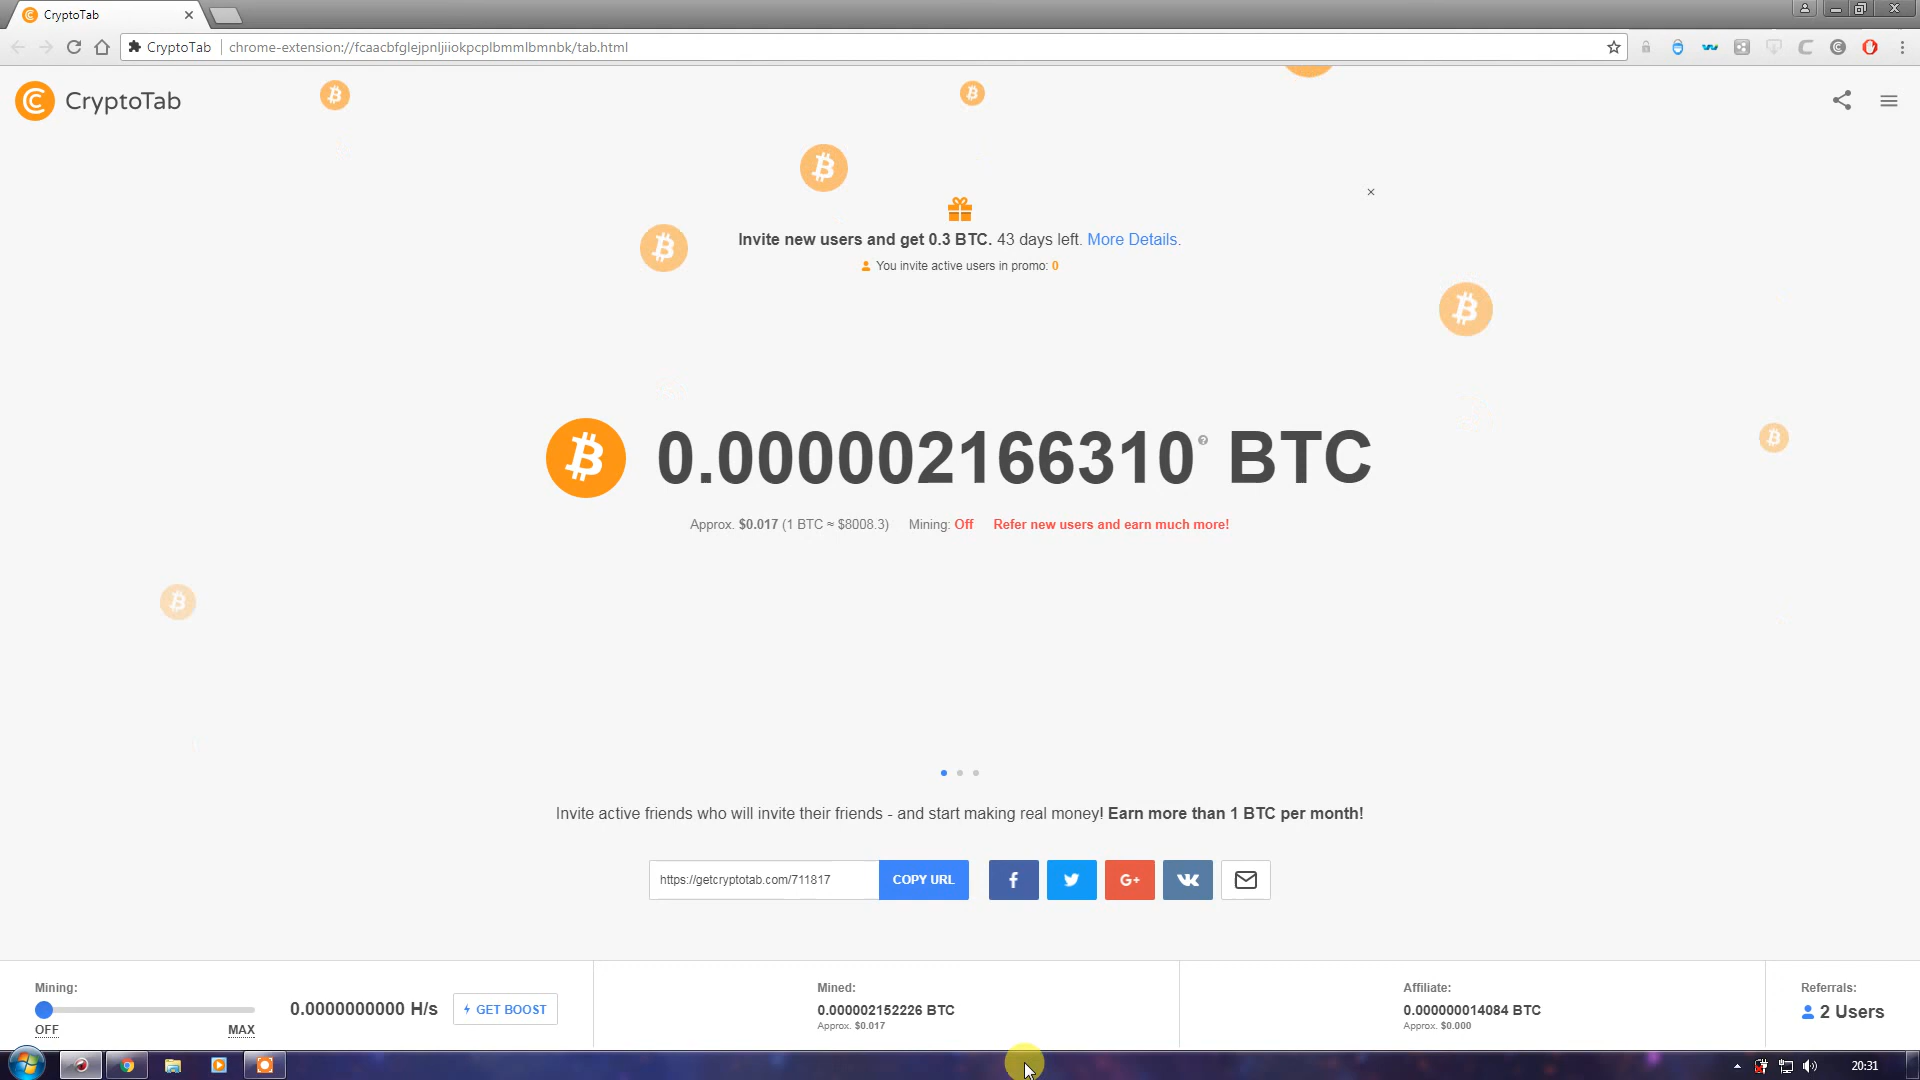 CryptoTab
CryptoTab
chrome-extension://fcaacbfglejpnljiiokpcplbmmlbmnbk/tab.html
CryptoTab
Invite new users and get 0.3 BTC. 43 days left. More Details.
You invite active users in promo: 0
0.000002166310 BTC
Approx. $0.017 (1 BTC ≈ $8008.3) Mining: Off Refer new users and earn much more!
Invite active friends who will invite their friends - and start making real money! Earn more than 1 BTC per month!
https://getcryptotab.com/711817 COPY URL
Mining:
OFF MAX
0.0000000000 H/s
GET BOOST
Mined:
0.000002152226 BTC
Approx. $0.017
Affiliate:
0.000000014084 BTC
Approx. $0.000
Referrals:
2 Users
20:31